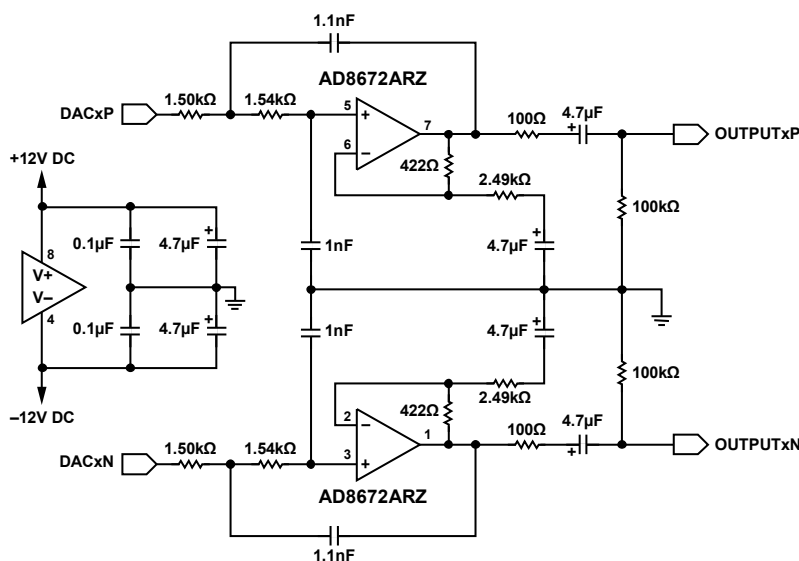 1.1nF
AD8672ARZ
DACxP
1.50kΩ
1.54kΩ
5
+
6
–
7
422Ω
100Ω
4.7µF
+
OUTPUTxP
2.49kΩ
100kΩ
+12V DC
8
V+
V–
4
0.1µF
4.7µF
+
0.1µF
4.7µF
+
–12V DC
1nF
4.7µF
+
1nF
4.7µF
+
2.49kΩ
100kΩ
422Ω
2
–
3
+
1
100Ω
4.7µF
+
OUTPUTxN
DACxN
1.50kΩ
1.54kΩ
AD8672ARZ
1.1nF